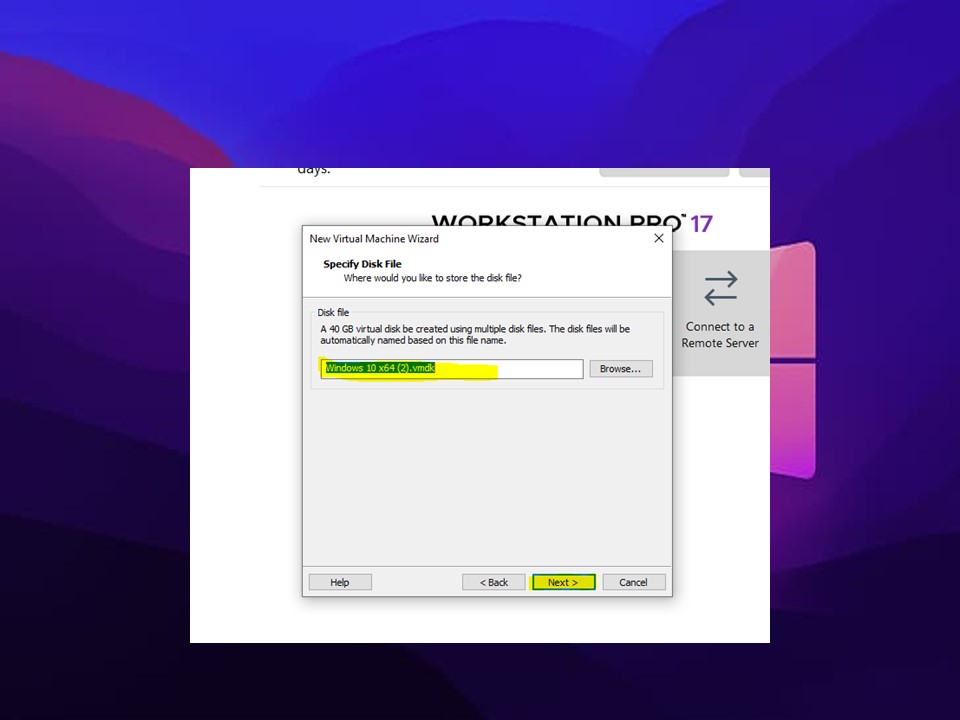 days.
WORKSTATION PRO™ 17
New Virtual Machine Wizard
Specify Disk File
Where would you like to store the disk file?
Disk file
A 40 GB virtual disk be created using multiple disk files. The disk files will be
automatically named based on this file name.
Windows 10 x64 (2).vmdk
Browse...
Connect to a
Remote Server
Help
< Back
Next >
Cancel